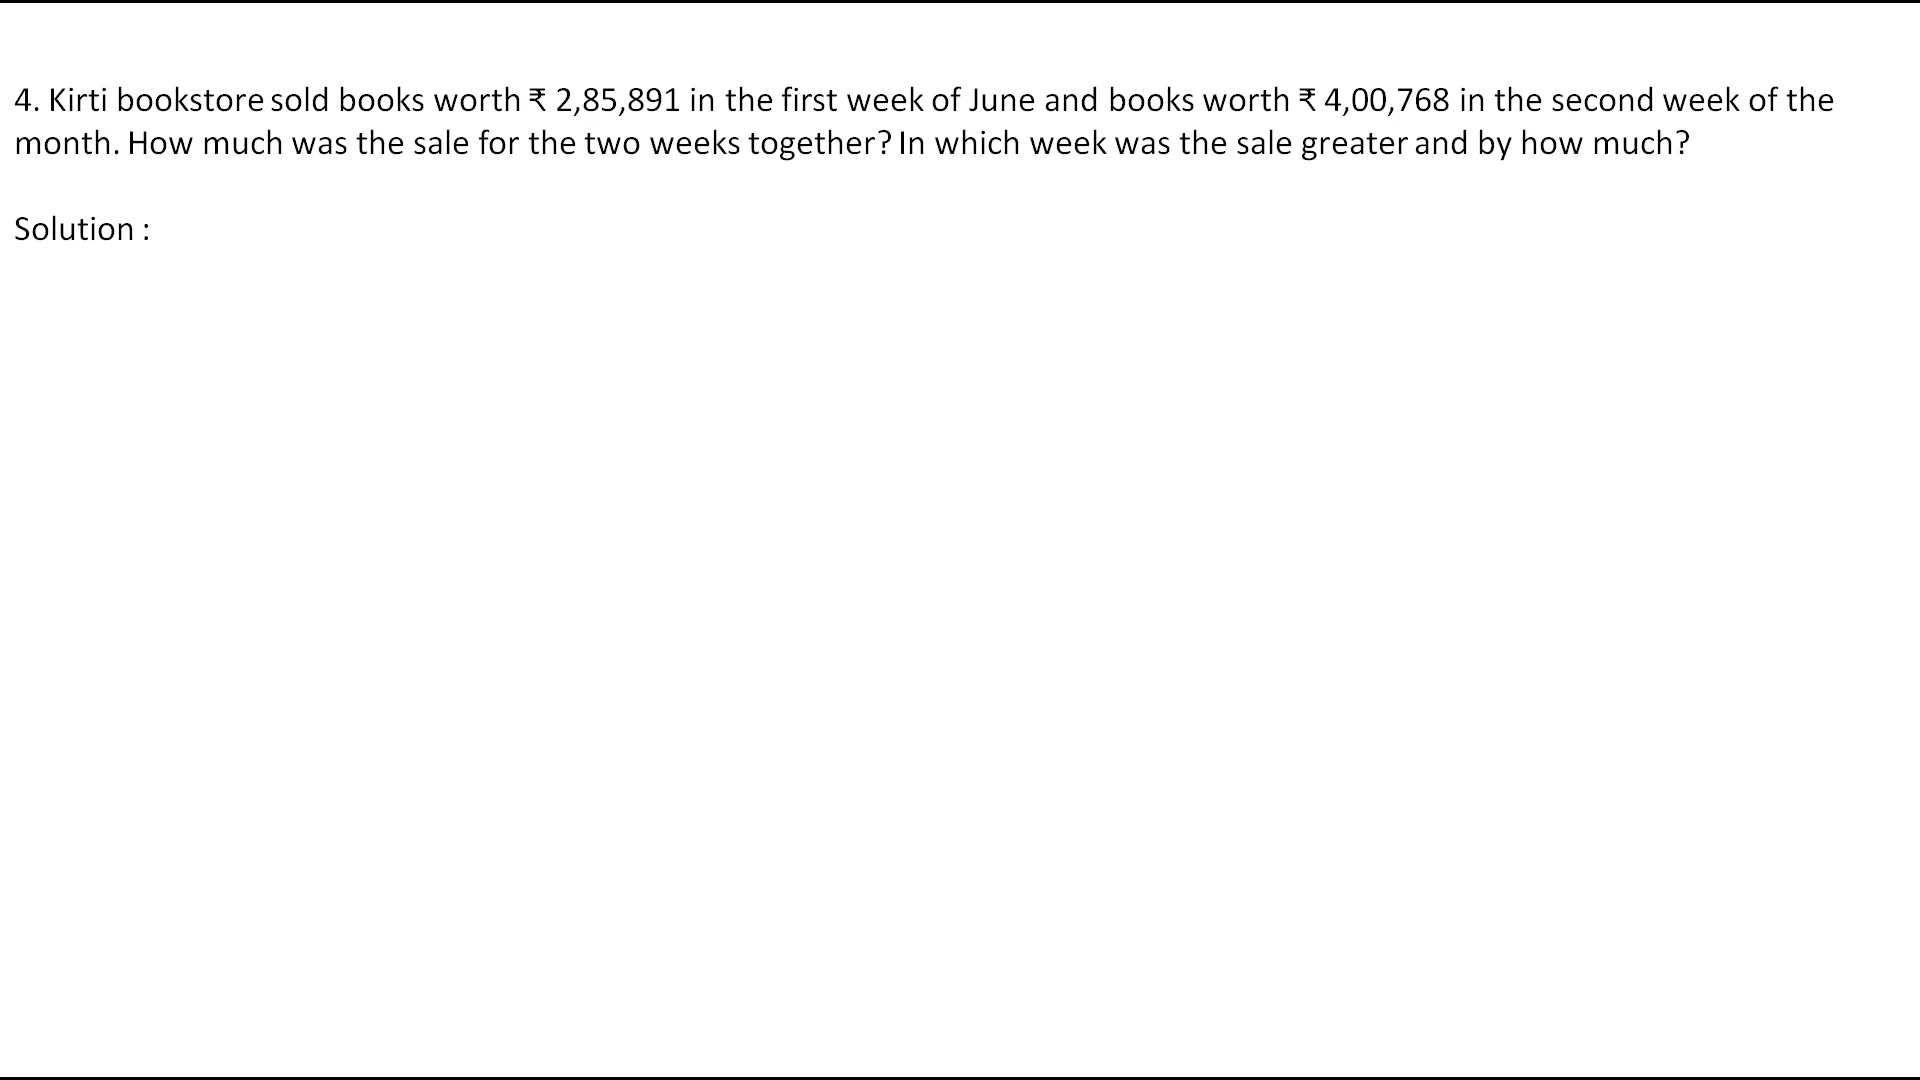 4. Kirti bookstore sold books worth ₹ 2,85,891 in the first week of June and books worth ₹ 4,00,768 in the second week of the
month. How much was the sale for the two weeks together? In which week was the sale greater and by how much?
Solution :